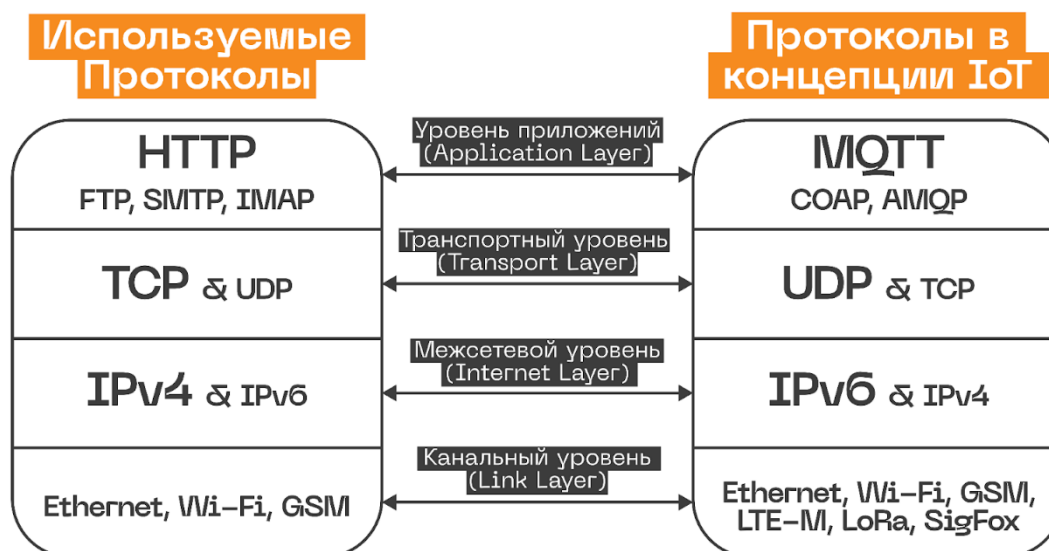 Используемые
Протоколы
Протоколы в
концепции IoT
HTTP
FTP, SMTP, IMAP
Уровень приложений
(Application Layer)
MQTT
COAP, AMQP
TCP & UDP
Транспортный уровень
(Transport Layer)
UDP & TCP
IPv4 & IPv6
Межсетевой уровень
(Internet Layer)
IPv6 & IPv4
Ethernet, Wi-Fi, GSM
Канальный уровень
(Link Layer)
Ethernet, Wi-Fi, GSM,
LTE-M, LoRa, SigFox